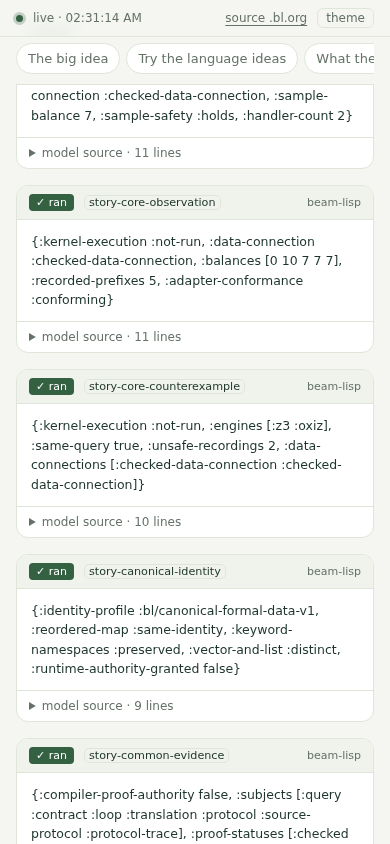 live · 02:31:14 AM
source .bl.org
theme
The big idea
Try the language ideas
What the
connection :checked-data-connection, :sample-
balance 7, :sample-safety :holds, :handler-count 2}
▶ model source · 11 lines
✓ ran
story-core-observation
beam-lisp
{:kernel-execution :not-run, :data-connection
:checked-data-connection, :balances [0 10 7 7 7],
:recorded-prefixes 5, :adapter-conformance
:conforming}
▶ model source · 11 lines
✓ ran
story-core-counterexample
beam-lisp
{:kernel-execution :not-run, :engines [:z3 :oxiz],
:same-query true, :unsafe-recordings 2, :data-
connections [:checked-data-connection :checked-
data-connection]}
▶ model source · 10 lines
✓ ran
story-canonical-identity
beam-lisp
{:identity-profile :bl/canonical-formal-data-v1,
:reordered-map :same-identity, :keyword-
namespaces :preserved, :vector-and-list :distinct,
:runtime-authority-granted false}
▶ model source · 9 lines
✓ ran
story-common-evidence
beam-lisp
{:compiler-proof-authority false, :subjects [:query
:contract :loop :translation :protocol :source-
protocol :protocol-trace], :proof-statuses [:checked